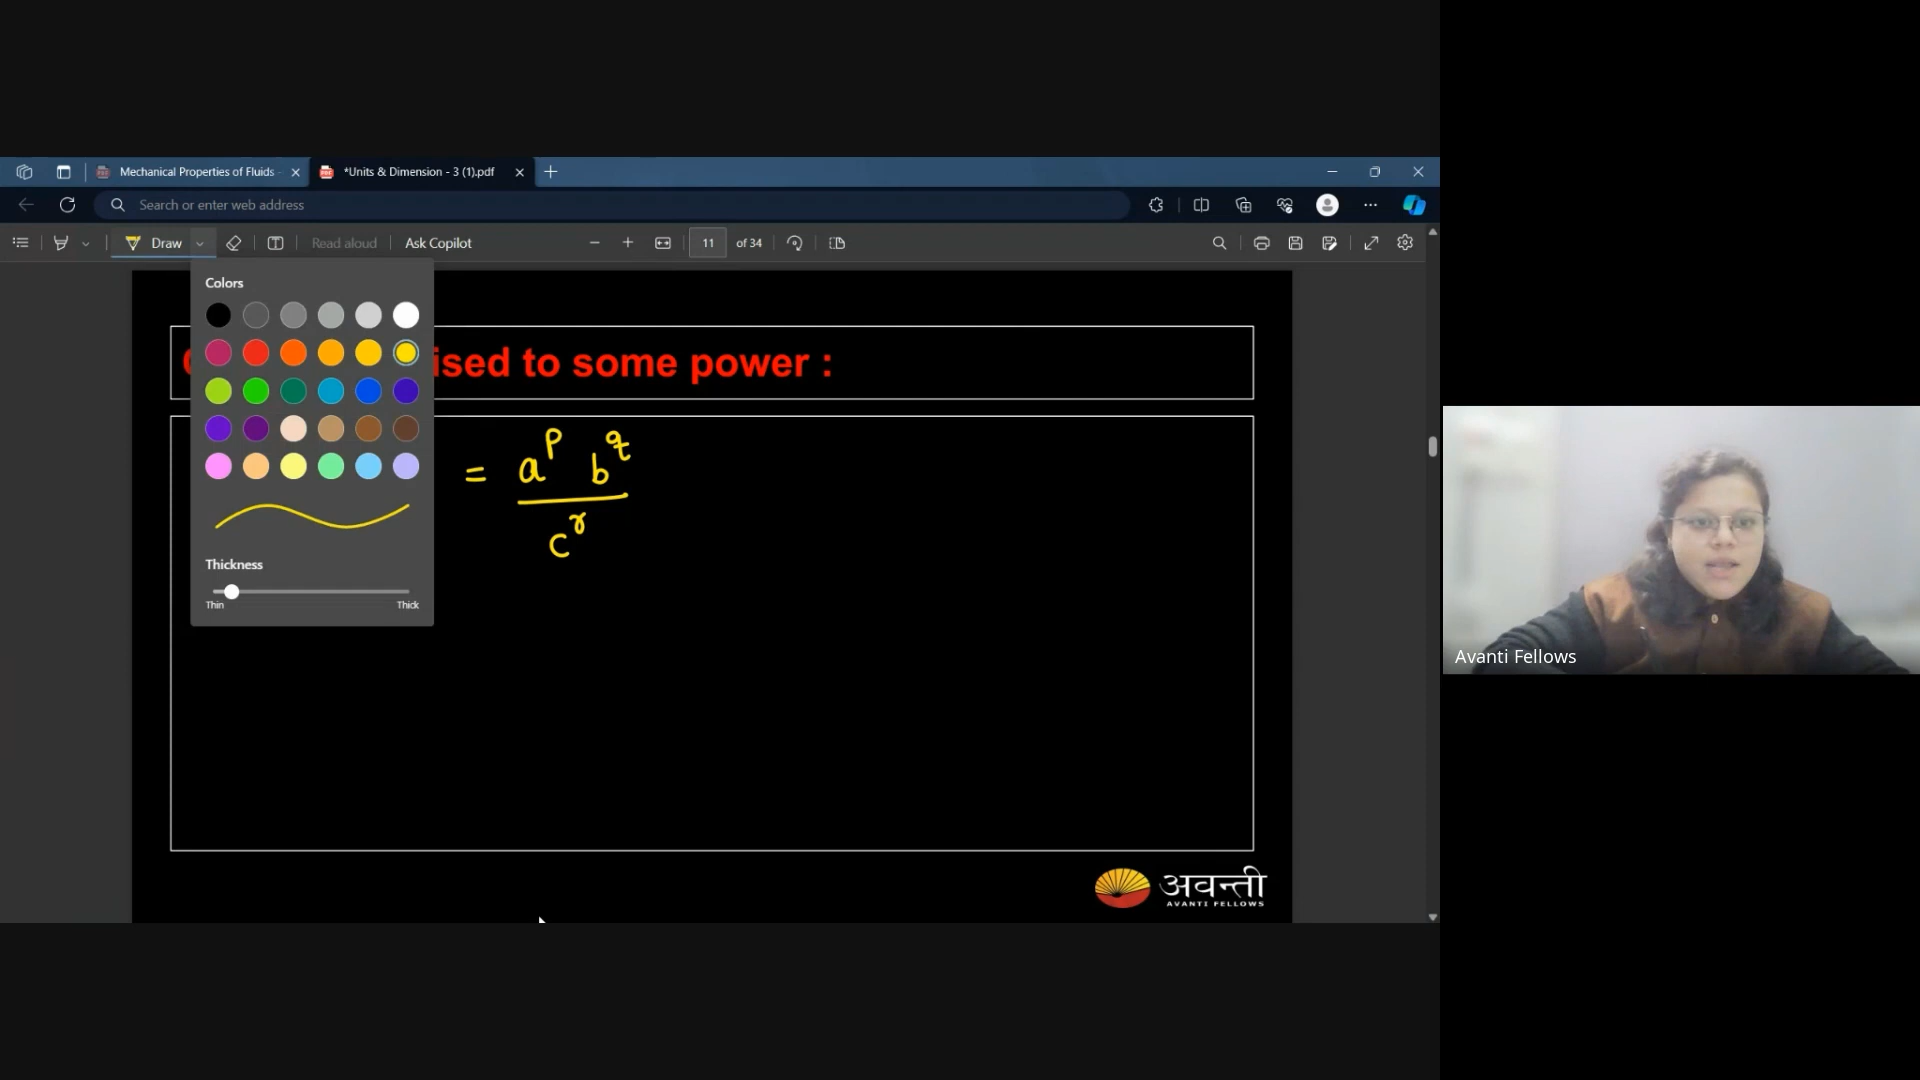 Mechanical Properties of Fluids -
*Units & Dimension - 3 (1).pdf
Search or enter web address
Draw
Read aloud
Ask Copilot
11 of 34
Colors
ised to some power :
= a^p b^q
c^r
Thickness
Thin Thick
Avanti Fellows
अवन्ती
AVANTI FELLOWS